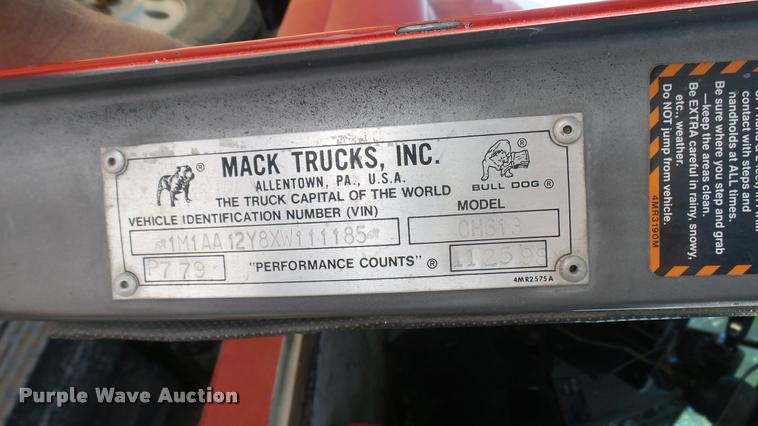 MACK TRUCKS, INC. ®
ALLENTOWN, PA., U.S.A.
THE TRUCK CAPITAL OF THE WORLD
BULL DOG ®
VEHICLE IDENTIFICATION NUMBER (VIN)
MODEL
*1M1AA12Y8XW111185*
CH613
P779
"PERFORMANCE COUNTS" ®
112598
4MR2575A
contact with steps and
handholds at ALL times.
Be sure where you step and grab
—keep the areas clean.
Be EXTRA careful in rainy, snowy,
etc., weather.
Do NOT jump from vehicle.
4MR3190M
Purple Wave Auction